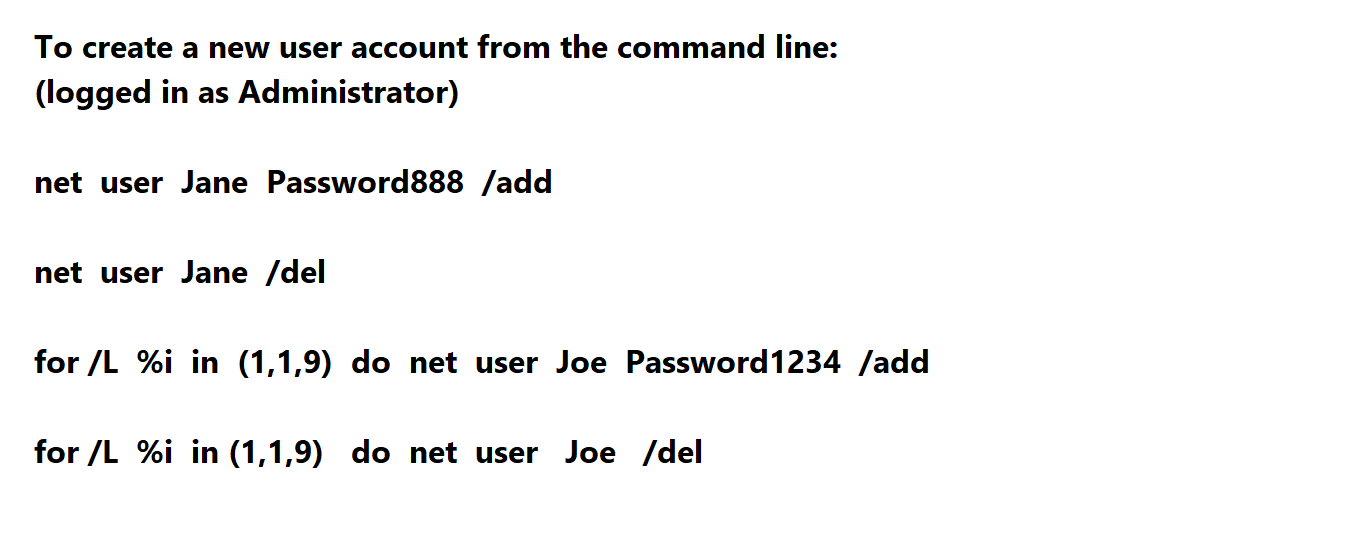 To create a new user account from the command line:
(logged in as Administrator)
net user Jane Password888 /add
net user Jane /del
for /L %i in (1,1,9) do net user Joe Password1234 /add
for /L %i in (1,1,9) do net user Joe /del